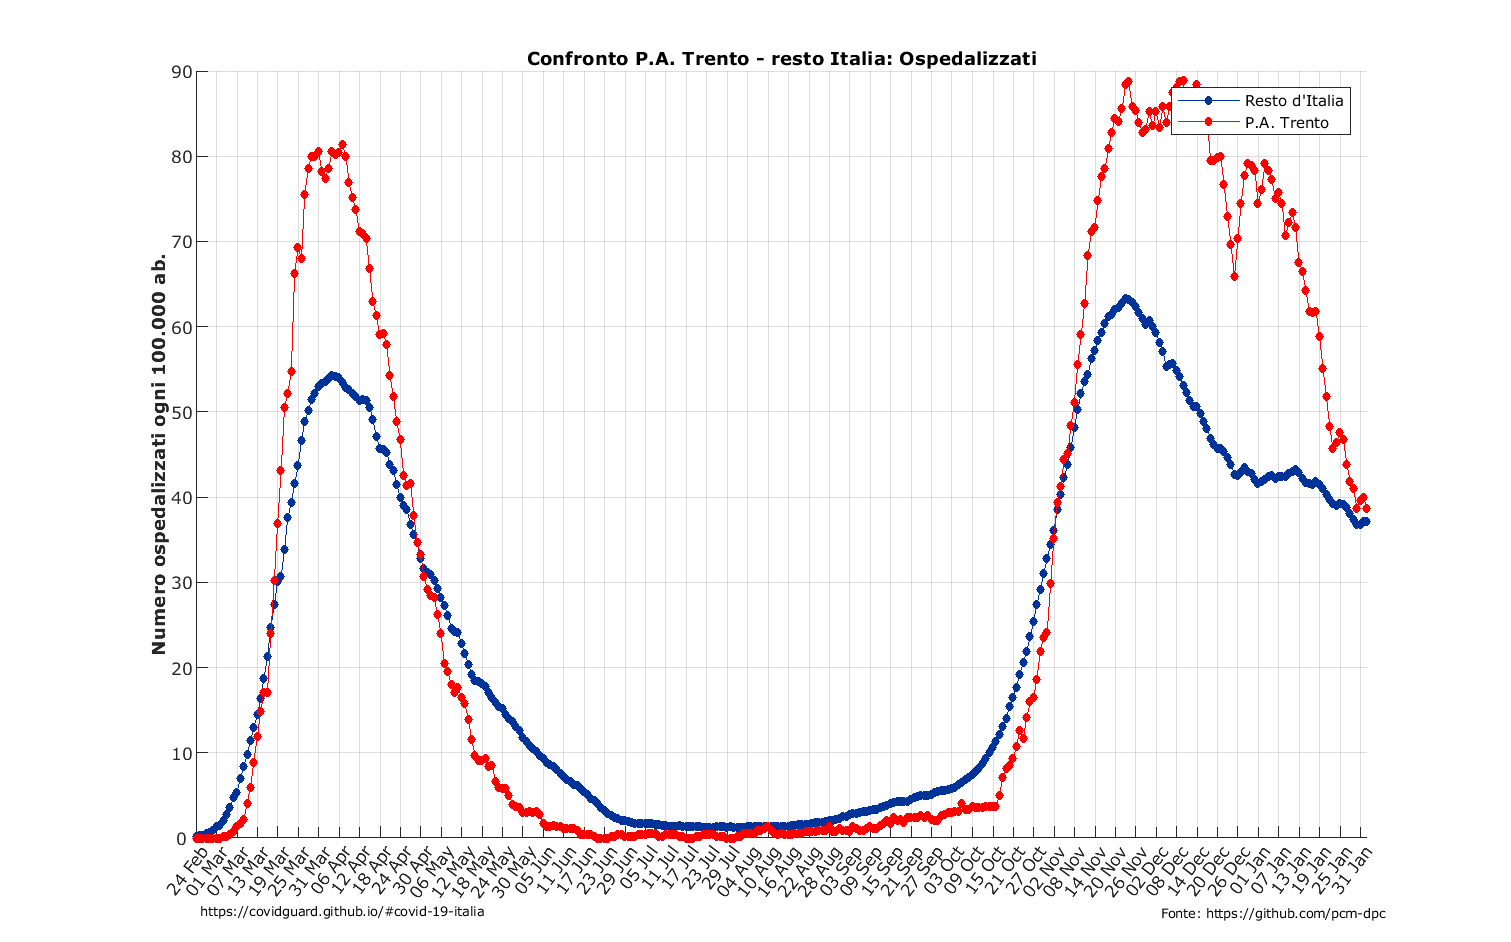 Confronto P.A. Trento - resto Italia: Ospedalizzati
Numero ospedalizzati ogni 100.000 ab.
90
80
70
60
50
40
30
20
10
0
Resto d'Italia
P.A. Trento
24 Feb
01 Mar
07 Mar
13 Mar
19 Mar
25 Mar
31 Mar
06 Apr
12 Apr
18 Apr
24 Apr
30 Apr
06 May
12 May
18 May
24 May
30 May
05 Jun
11 Jun
17 Jun
23 Jun
29 Jun
05 Jul
11 Jul
17 Jul
23 Jul
29 Jul
04 Aug
10 Aug
16 Aug
22 Aug
28 Aug
03 Sep
09 Sep
15 Sep
21 Sep
27 Sep
03 Oct
09 Oct
15 Oct
21 Oct
27 Oct
02 Nov
08 Nov
14 Nov
20 Nov
26 Nov
02 Dec
08 Dec
14 Dec
20 Dec
26 Dec
01 Jan
07 Jan
13 Jan
19 Jan
25 Jan
31 Jan
https://covidguard.github.io/#covid-19-italia
Fonte: https://github.com/pcm-dpc